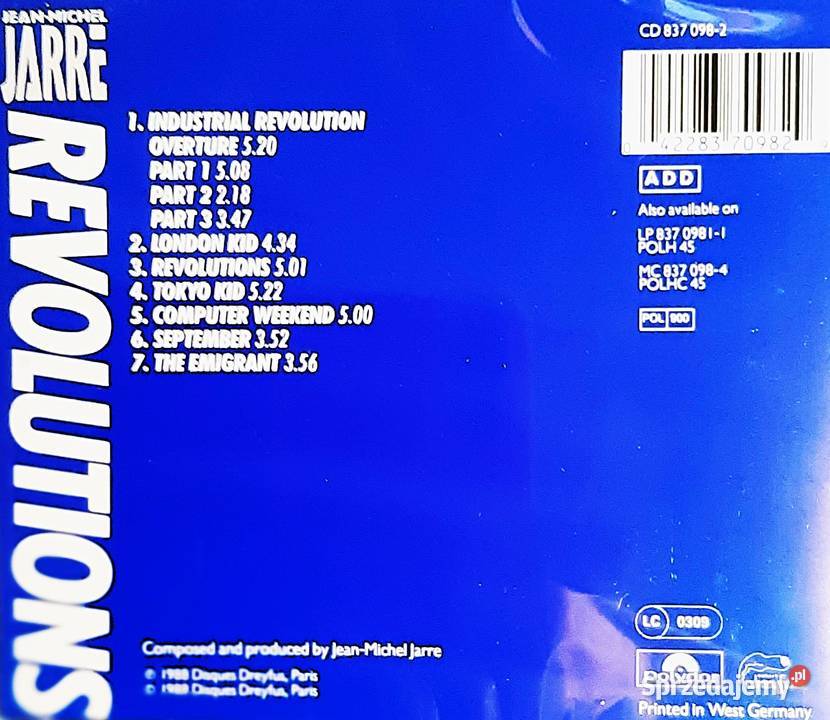 JEAN-MICHEL
JARRE
REVOLUTIONS
1. INDUSTRIAL REVOLUTION
OVERTURE 5.20
PART 1 5.08
PART 2 2.18
PART 3 3.47
2. LONDON KID 4.34
3. REVOLUTIONS 5.01
4. TOKYO KID 5.22
5. COMPUTER WEEKEND 5.00
6. SEPTEMBER 3.52
7. THE EMIGRANT 3.56
Composed and produced by Jean-Michel Jarre
℗ 1988 Disques Dreyfus, Paris
© 1988 Disques Dreyfus, Paris
CD 837 098-2
0 42283 70982
ADD
Also available on
LP 837 0981-1
POLH 45
MC 837 098-4
POLHC 45
POL 900
LC 0309
Polydor
Sprzedajemy.pl
Printed in West Germany